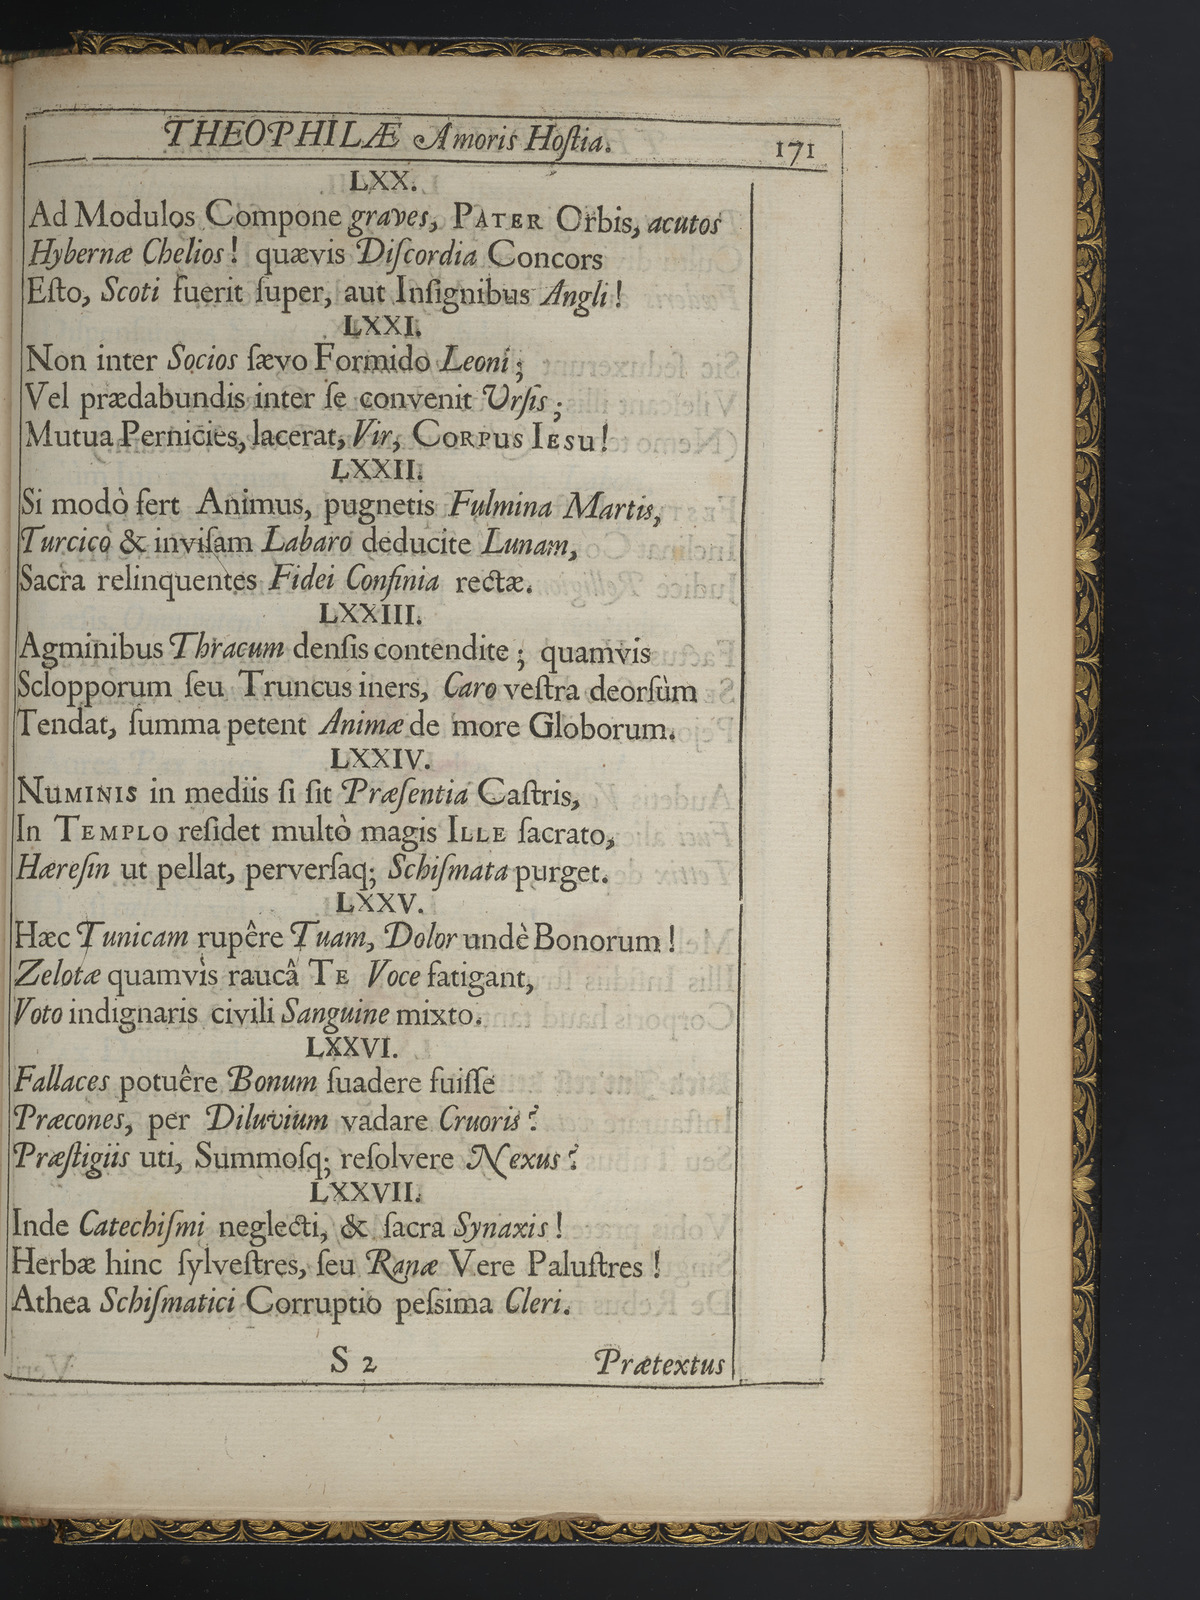 THEOPHILÆ Amoris Hoſtia. 171
LXX.
Ad Modulos Compone graves, PATER Orbis, acutos
Hybernæ Chelios! quævis Diſcordia Concors
Eſto, Scoti fuerit ſuper, aut Inſignibus Angli!
LXXI.
Non inter Socios ſævo Formido Leoni;
Vel prædabundis inter ſe convenit Urſis;
Mutua Pernicies, lacerat, Vir, CORPUS IESU!
LXXII.
Si modò fert Animus, pugnetis Fulmina Martis,
Turcico & inviſam Labaro deducite Lunam,
Sacra relinquentes Fidei Confinia rectæ.
LXXIII.
Agminibus Thracum denſis contendite; quamvis
Sclopporum ſeu Truncus iners, Caro veſtra deorſùm
Tendat, ſumma petent Animæ de more Globorum.
LXXIV.
NUMINIS in mediis ſi ſit Præſentia Caſtris,
In TEMPLO reſidet multò magis ILLE ſacrato,
Hæreſin ut pellat, perverſaq; Schiſmata purget.
LXXV.
Hæc Tunicam rupêre Tuam, Dolor undè Bonorum!
Zelotæ quamvìs raucâ TE Voce fatigant,
Voto indignaris civili Sanguine mixto.
LXXVI.
Fallaces potuêre Bonum ſuadere fuiſſe
Præcones, per Diluvium vadare Cruoris?
Præſtigiis uti, Summoſq; reſolvere Nexus?
LXXVII.
Inde Catechiſmi neglecti, & ſacra Synaxis!
Herbæ hinc ſylveſtres, ſeu Ranæ Vere Paluſtres!
Athea Schiſmatici Corruptio peſsima Cleri.
S 2 Prætextus